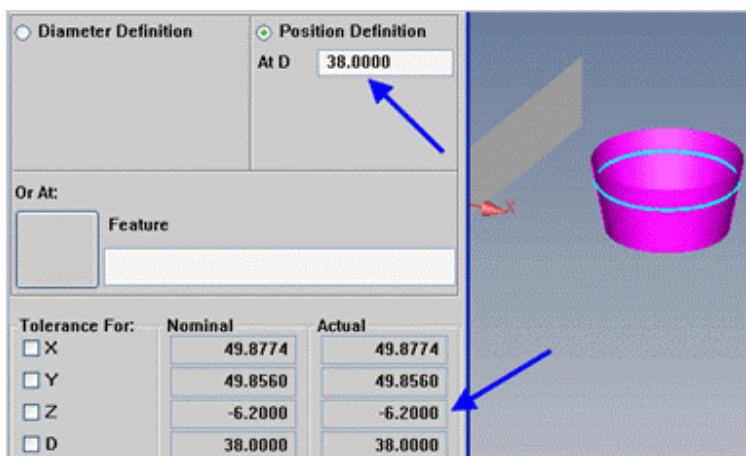 Diameter Definition
Position Definition
At D 38.0000
Or At:
Feature
Tolerance For: Nominal Actual
X 49.8774 49.8774
Y 49.8560 49.8560
Z -6.2000 -6.2000
D 38.0000 38.0000
X